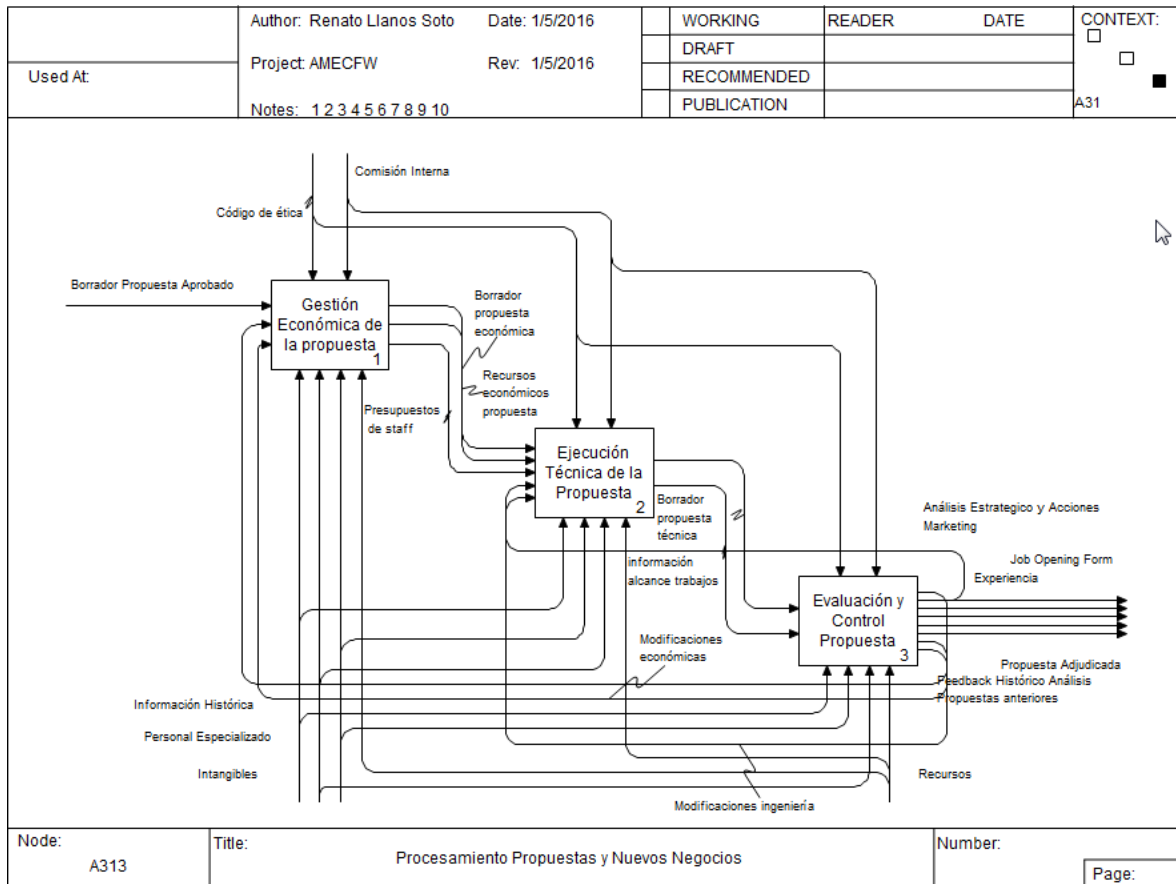 Used At:
Author: Renato Llanos Soto
Date: 1/5/2016
Project: AMECFW
Rev: 1/5/2016
Notes: 1 2 3 4 5 6 7 8 9 10
WORKING
DRAFT
RECOMMENDED
PUBLICATION
READER
DATE
CONTEXT:
A31
Comisión Interna
Código de ética
Borrador Propuesta Aprobado
Gestión
Económica de
la propuesta
1
Borrador
propuesta
económica
Recursos
económicos
propuesta
Presupuestos
de staff
Ejecución
Técnica de la
Propuesta
2
Borrador
propuesta
técnica
información
alcance trabajos
Análisis Estrategico y Acciones
Marketing
Job Opening Form
Experiencia
Evaluación y
Control
Propuesta
3
Modificaciones
económicas
Propuesta Adjudicada
Feedback Histórico Análisis
Propuestas anteriores
Información Histórica
Personal Especializado
Intangibles
Recursos
Modificaciones ingeniería
Node:
A313
Title:
Procesamiento Propuestas y Nuevos Negocios
Number:
Page: